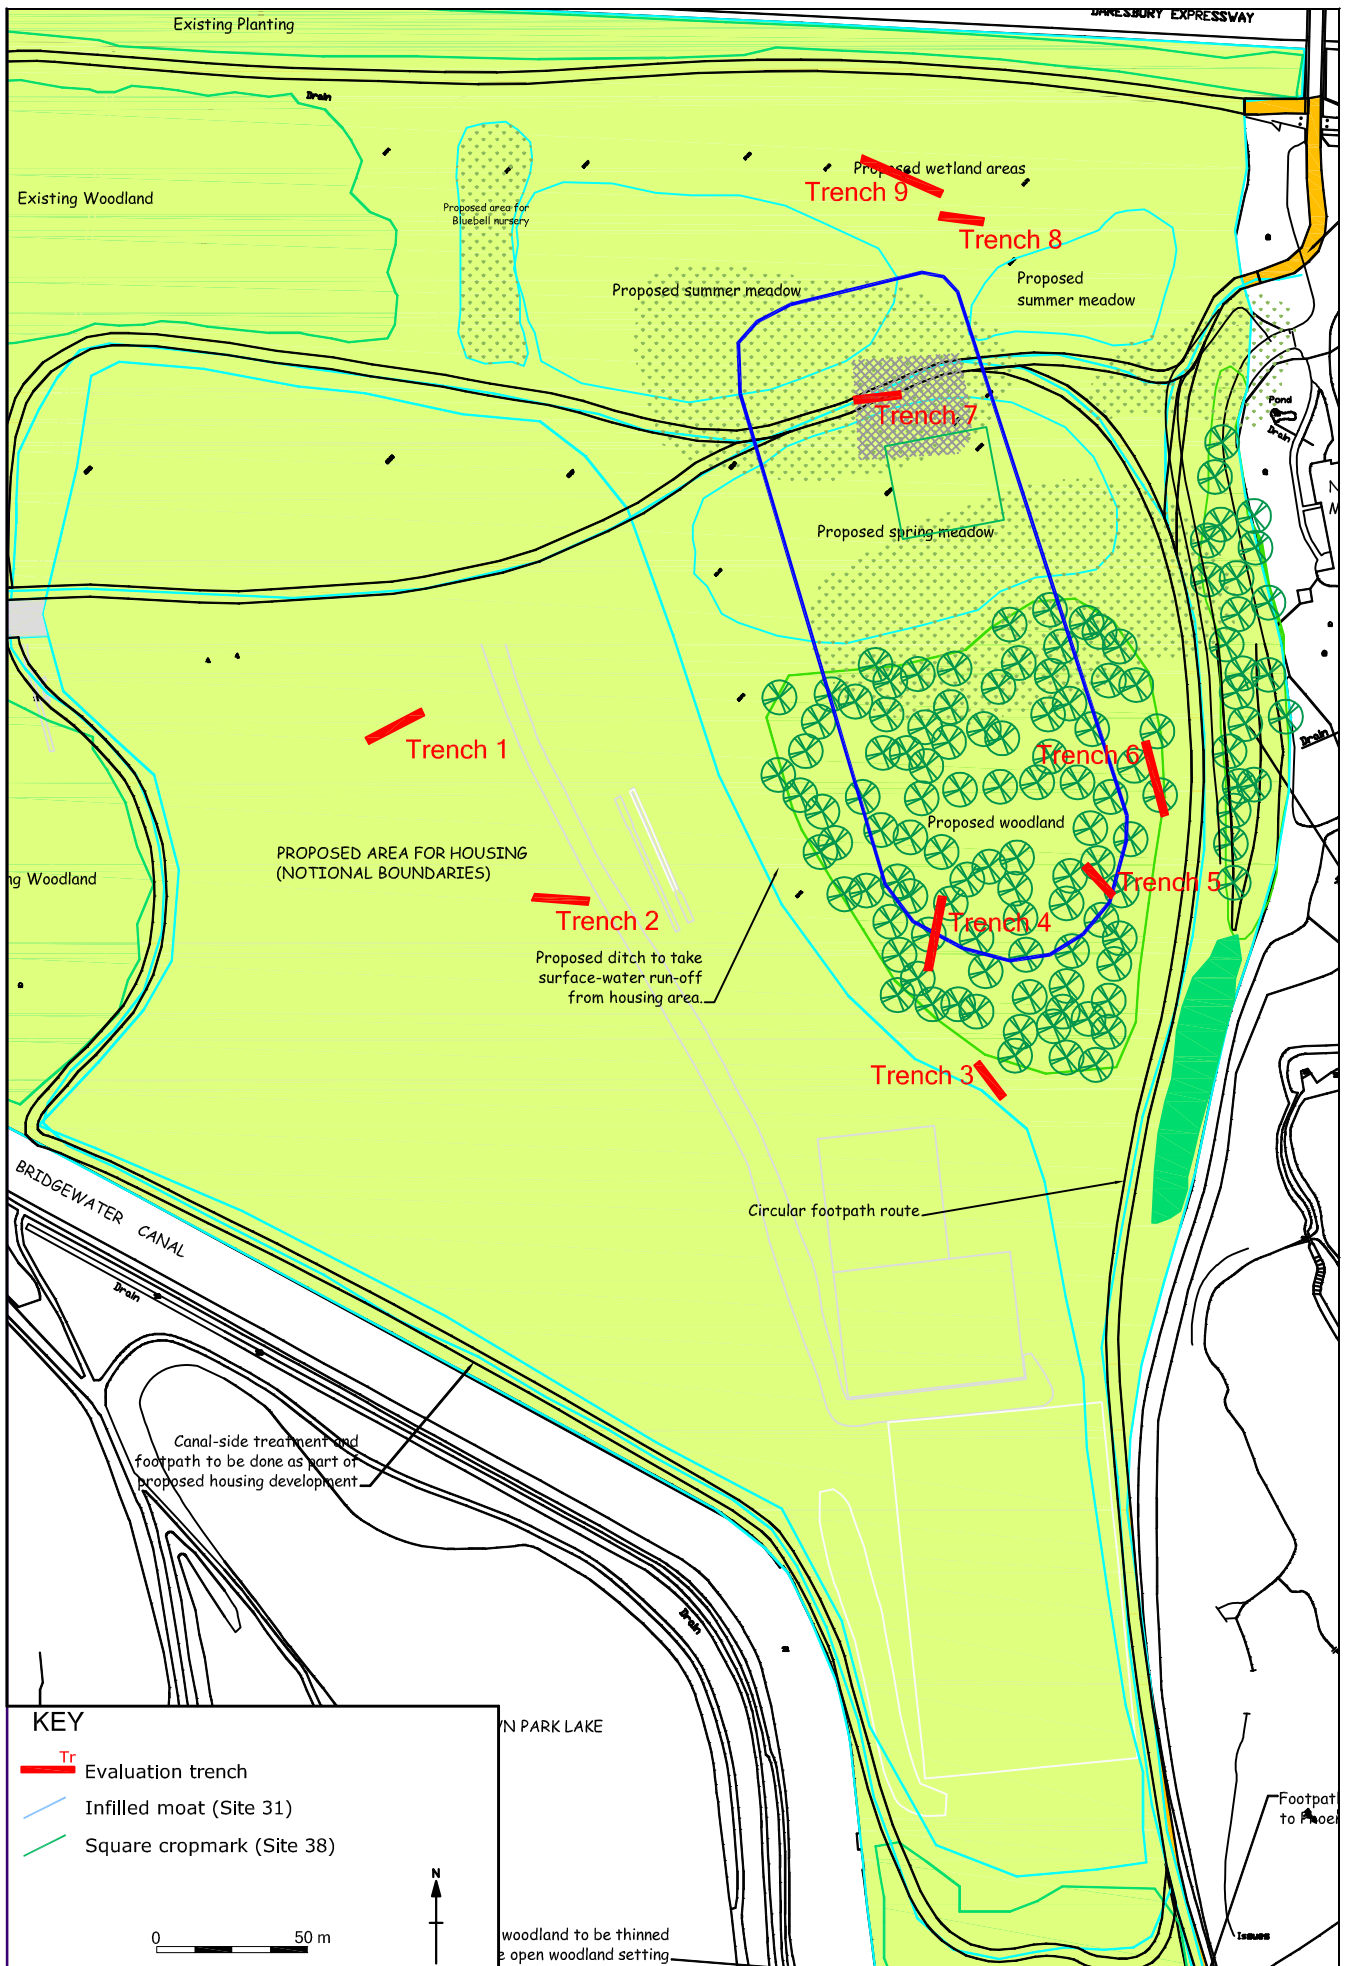 DARESBURY EXPRESSWAY
Existing Planting
Drain
Existing Woodland
Proposed wetland areas
Trench 9
Proposed area for
Bluebell nursery
Trench 8
Proposed summer meadow
Proposed
summer meadow
Pond
Drain
Trench 7
N
M
Proposed spring meadow
Trench 1
Trench 6
Drain
Proposed woodland
PROPOSED AREA FOR HOUSING
(NOTIONAL BOUNDARIES)
ng Woodland
Trench 5
Trench 2
Trench 4
Proposed ditch to take
surface-water run-off
from housing area.
Trench 3
BRIDGEWATER CANAL
Circular footpath route
Drain
Canal-side treatment and
footpath to be done as part of
proposed housing development
Drain
KEY
Tr
Evaluation trench
Infilled moat (Site 31)
Square cropmark (Site 38)
N
0 50 m
N PARK LAKE
Footpat
to Phoe
woodland to be thinned
e open woodland setting
Issues